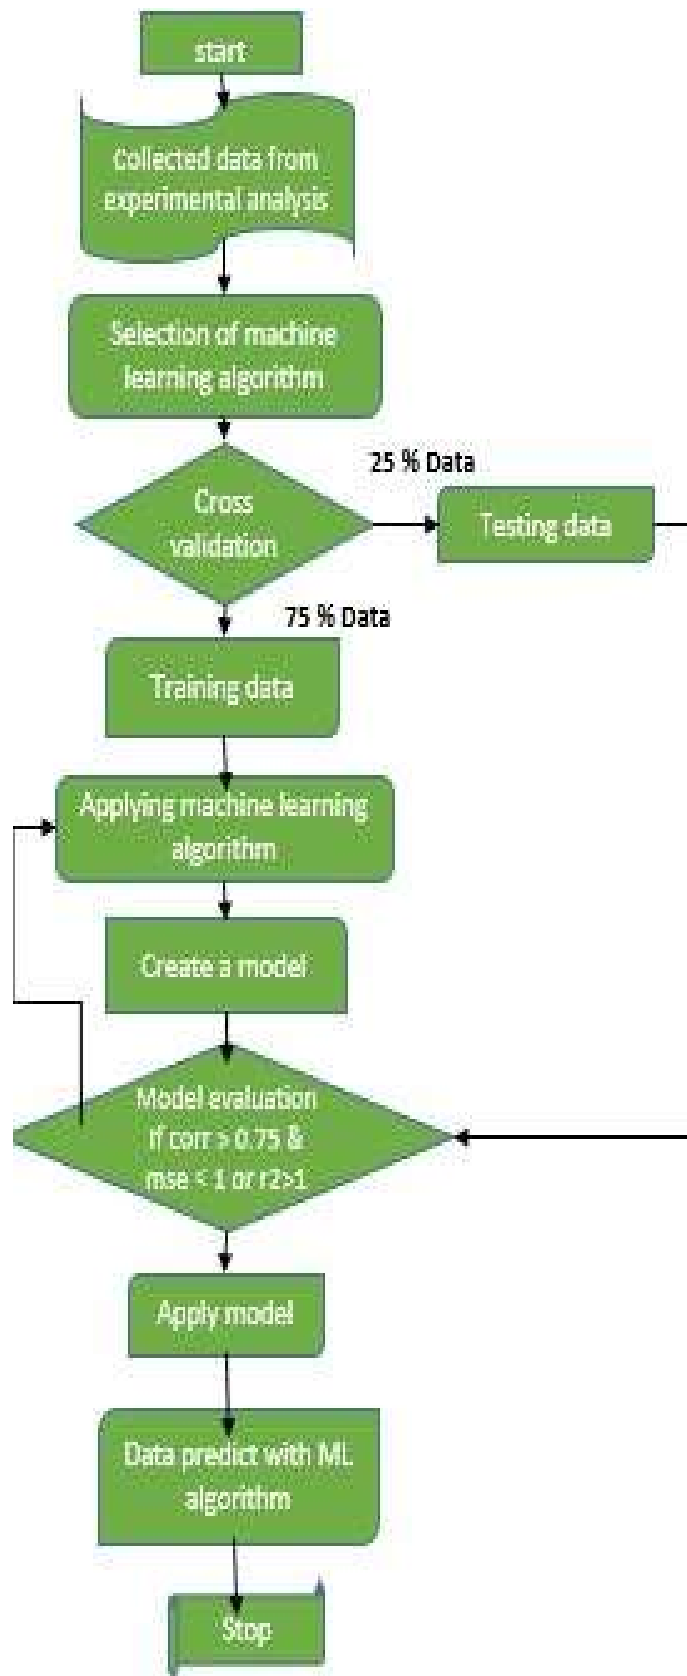 start
Collected data from
experimental analysis
Selection of machine
learning algorithm
25 % Data
Cross
validation
Testing data
75 % Data
Training data
Applying machine learning
algorithm
Create a model
Model evaluation
If corr > 0.75 &
mse < 1 or r2>1
Apply model
Data predict with ML
algorithm
Stop